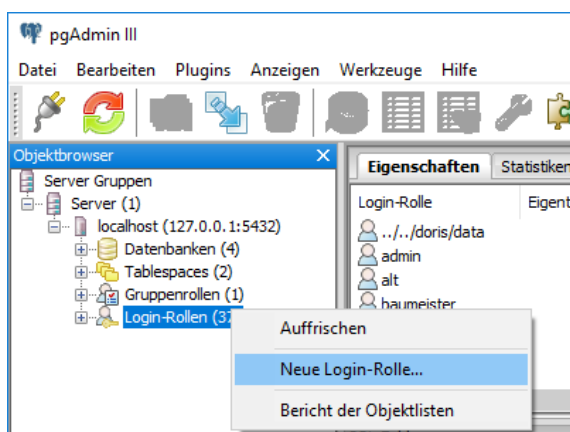 pgAdmin III
Datei Bearbeiten Plugins Anzeigen Werkzeuge Hilfe
Objektbrowser
Server Gruppen
Server (1)
localhost (127.0.0.1:5432)
Datenbanken (4)
Tablespaces (2)
Gruppenrollen (1)
Login-Rollen (37
Eigenschaften Statistiken
Login-Rolle Eigent
../../doris/data
admin
alt
baumeister
Auffrischen
Neue Login-Rolle...
Bericht der Objektlisten